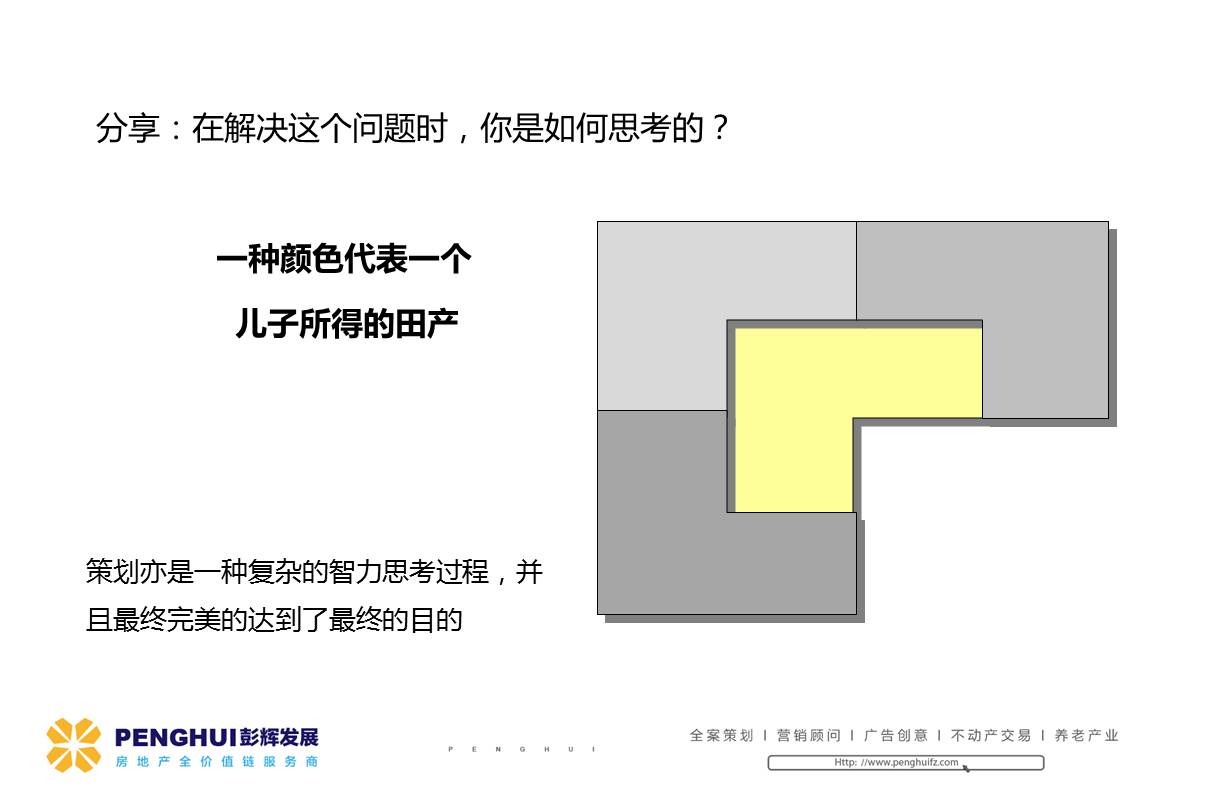 分享：在解决这个问题时，你是如何思考的？
一种颜色代表一个
儿子所得的田产
策划亦是一种复杂的智力思考过程，并
且最终完美的达到了最终的目的
PENGHUI彭辉发展
房地产全价值链服务商
PENGHUI
全案策划 I 营销顾问 I 广告创意 I 不动产交易 I 养老产业
Http: //www.penghuifz.com